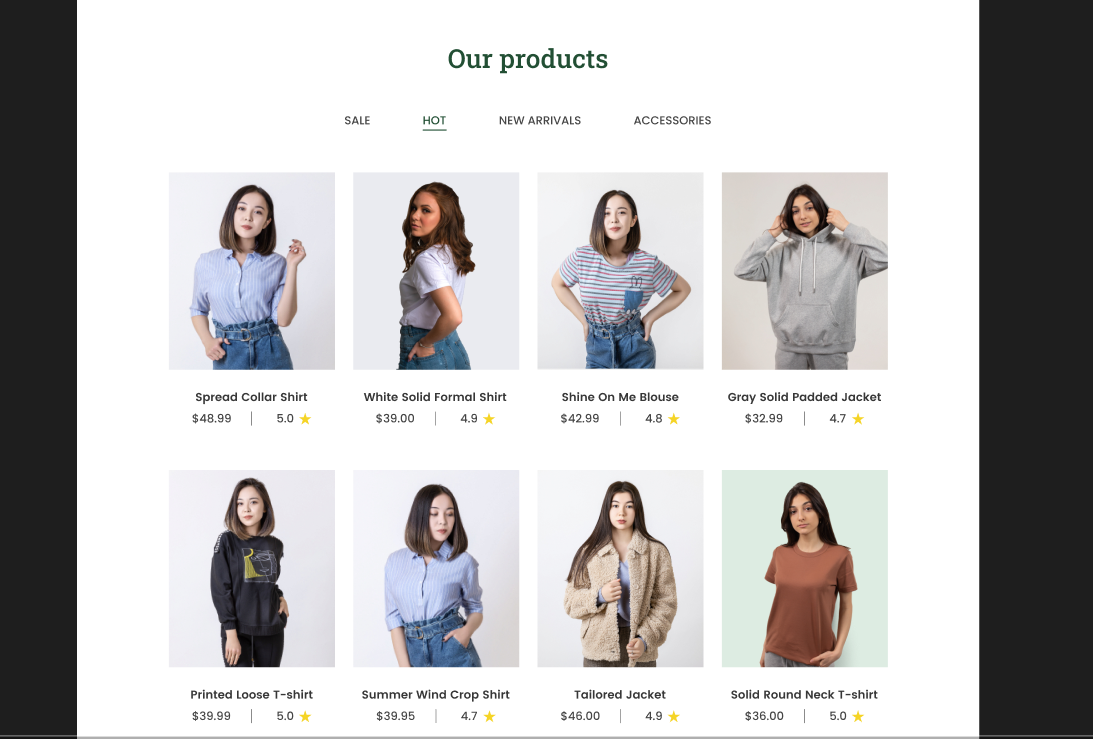 Our products
SALE HOT NEW ARRIVALS ACCESSORIES
Spread Collar Shirt White Solid Formal Shirt Shine On Me Blouse Gray Solid Padded Jacket
$48.99 5.0 $39.00 4.9 $42.99 4.8 $32.99 4.7
Printed Loose T-shirt Summer Wind Crop Shirt Tailored Jacket Solid Round Neck T-shirt
$39.99 5.0 $39.95 4.7 $46.00 4.9 $36.00 5.0